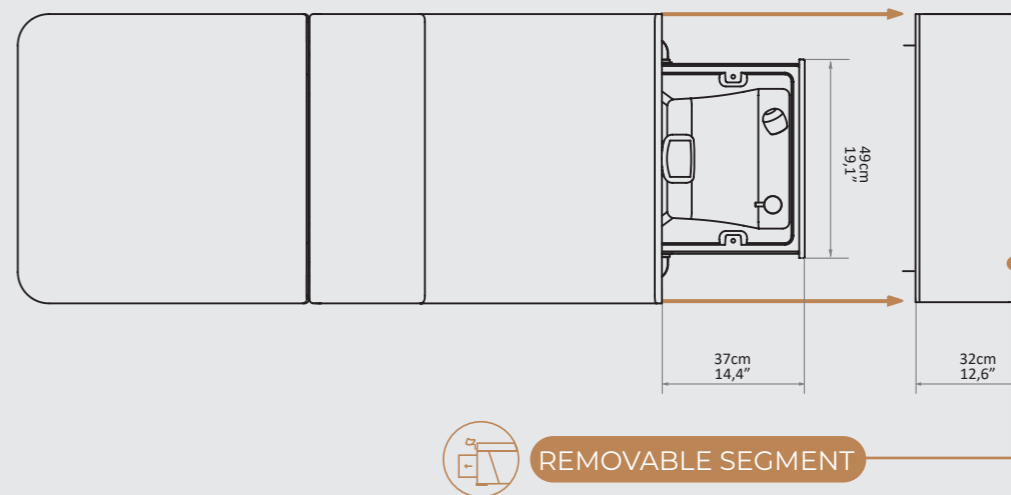 49cm
19,1”
37cm
14,4”
32cm
12,6”
REMOVABLE SEGMENT